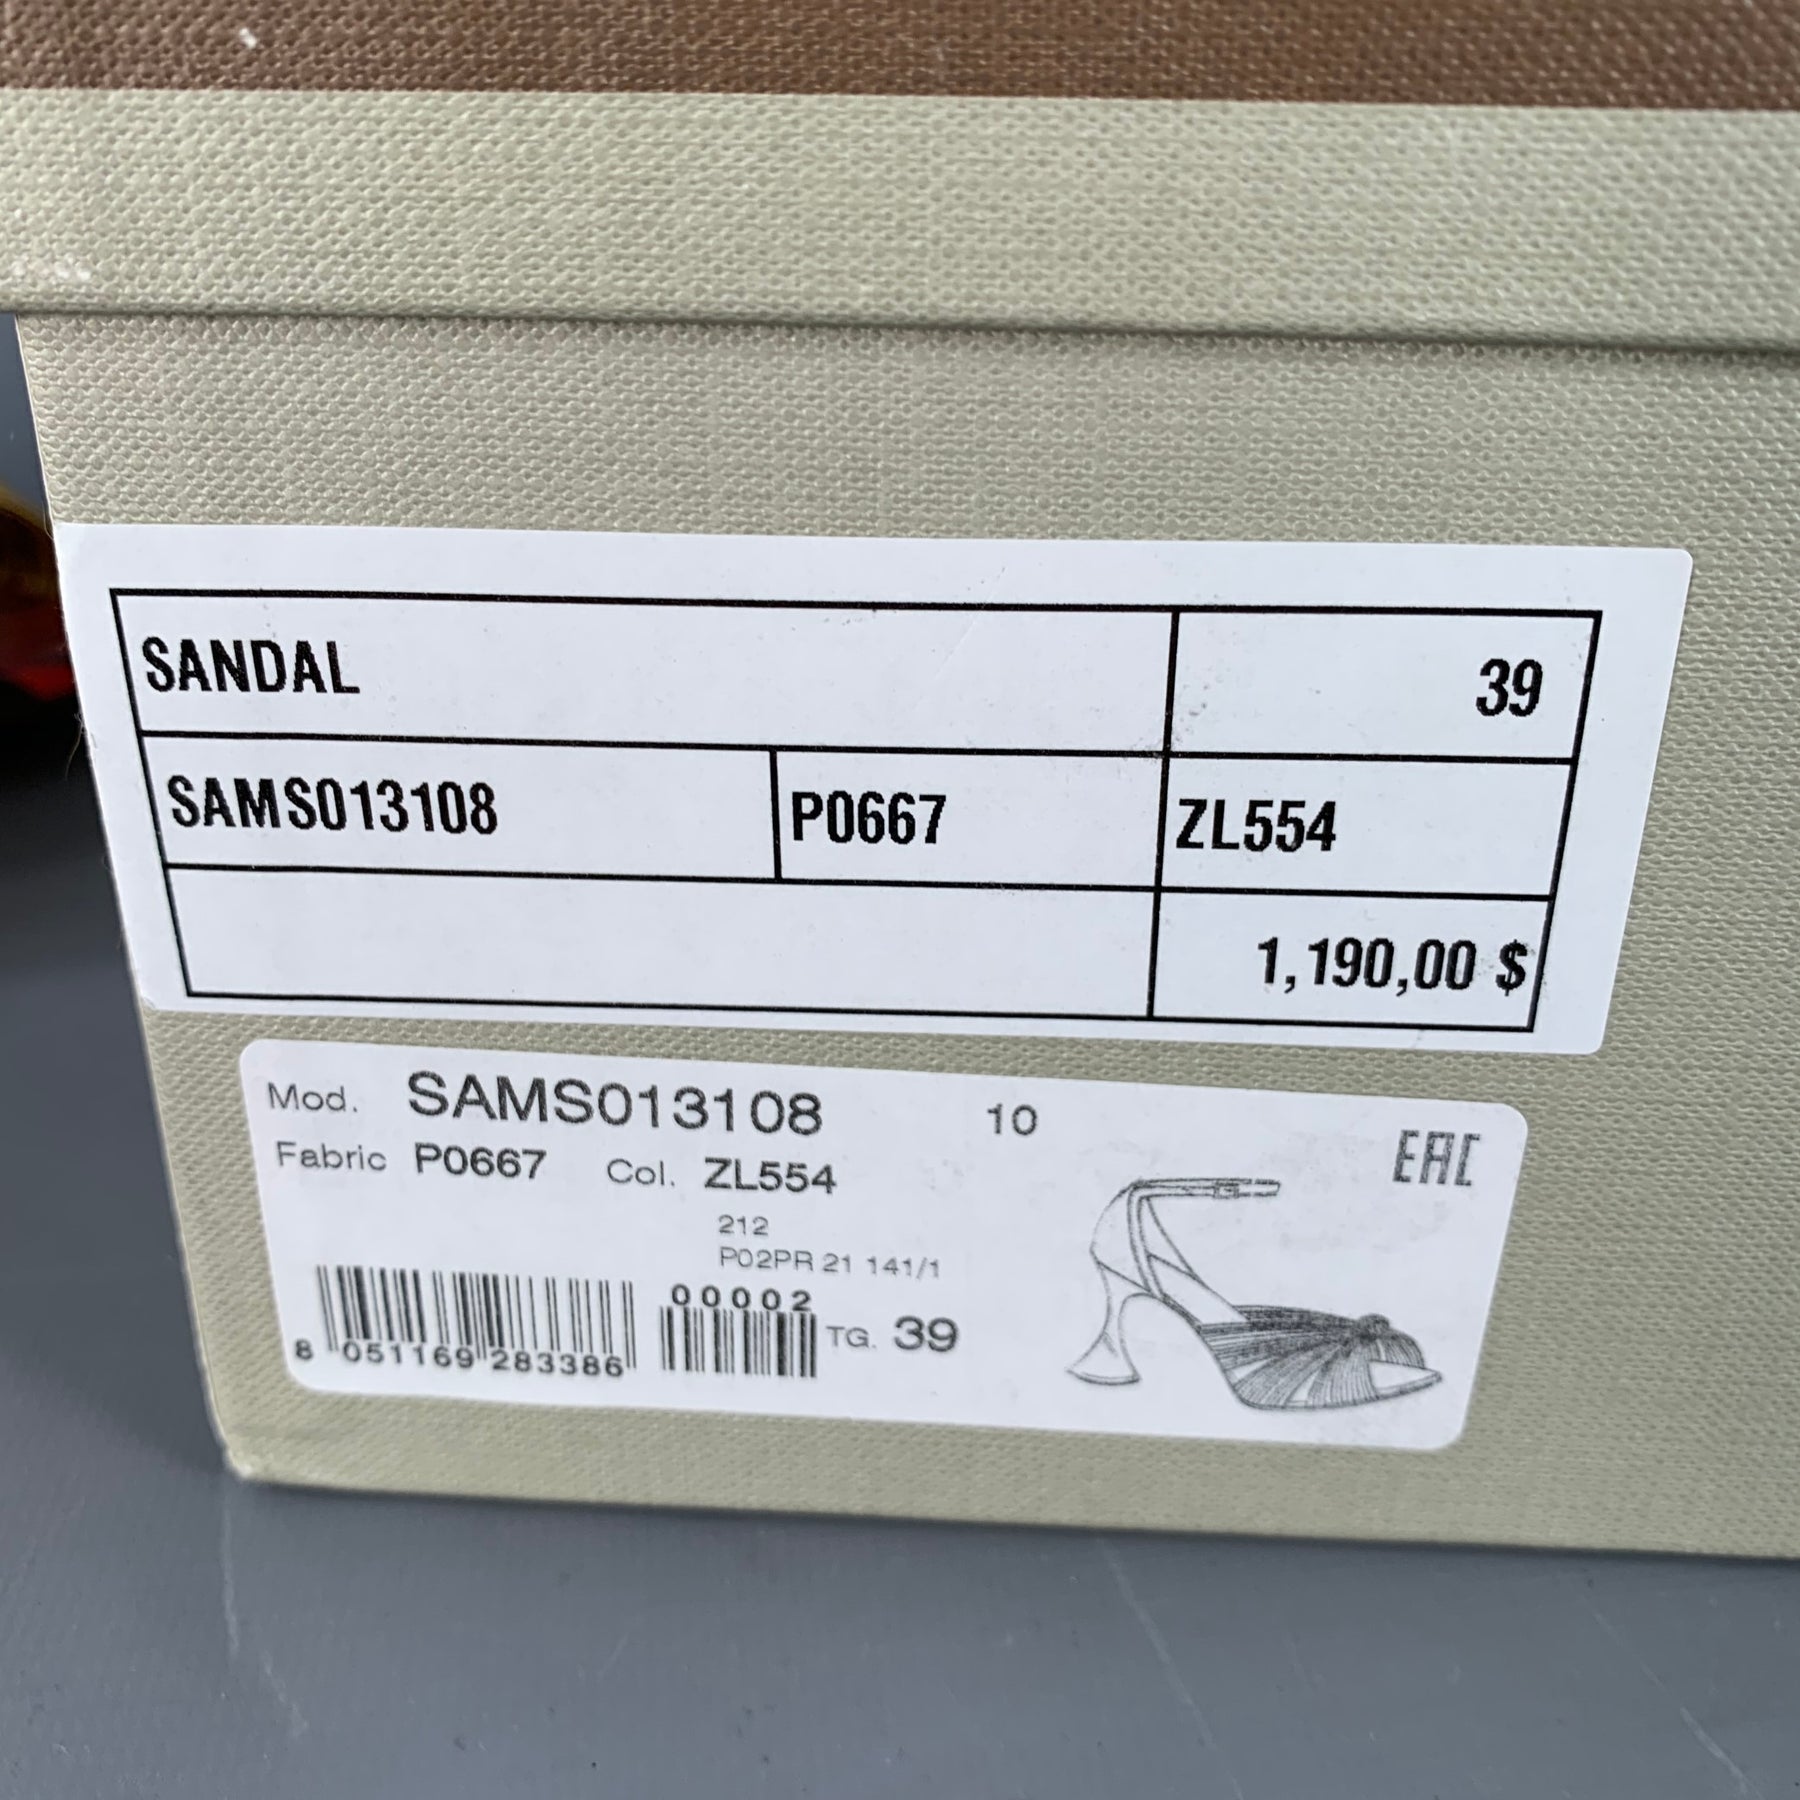 SANDAL 39
SAMS013108 P0667 ZL554
1,190,00 $
Mod. SAMS013108 10 EAC
Fabric P0667 Col. ZL554
212
P02PR 21 141/1
00002
8 051169 283386 TG. 39